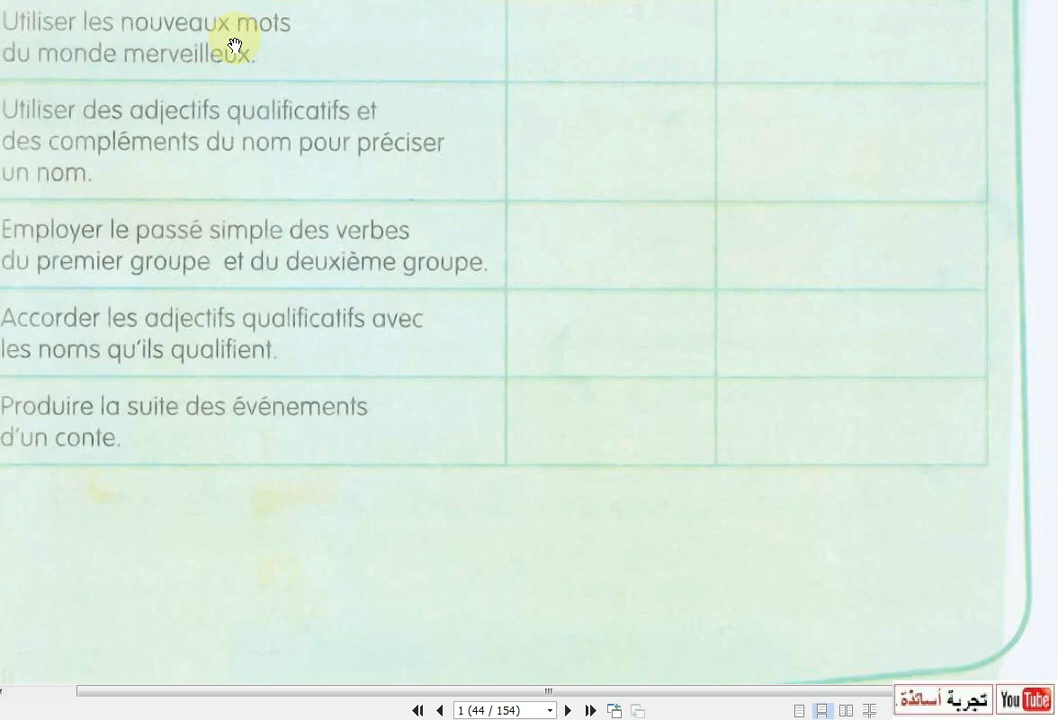 Utiliser les nouveaux mots
du monde merveilleux.
Utiliser des adjectifs qualificatifs et
des compléments du nom pour préciser
un nom.
Employer le passé simple des verbes
du premier groupe et du deuxième groupe.
Accorder les adjectifs qualificatifs avec
les noms qu'ils qualifient.
Produire la suite des événements
d'un conte.
1 (44 / 154)
تجربة أساتذة
YouTube